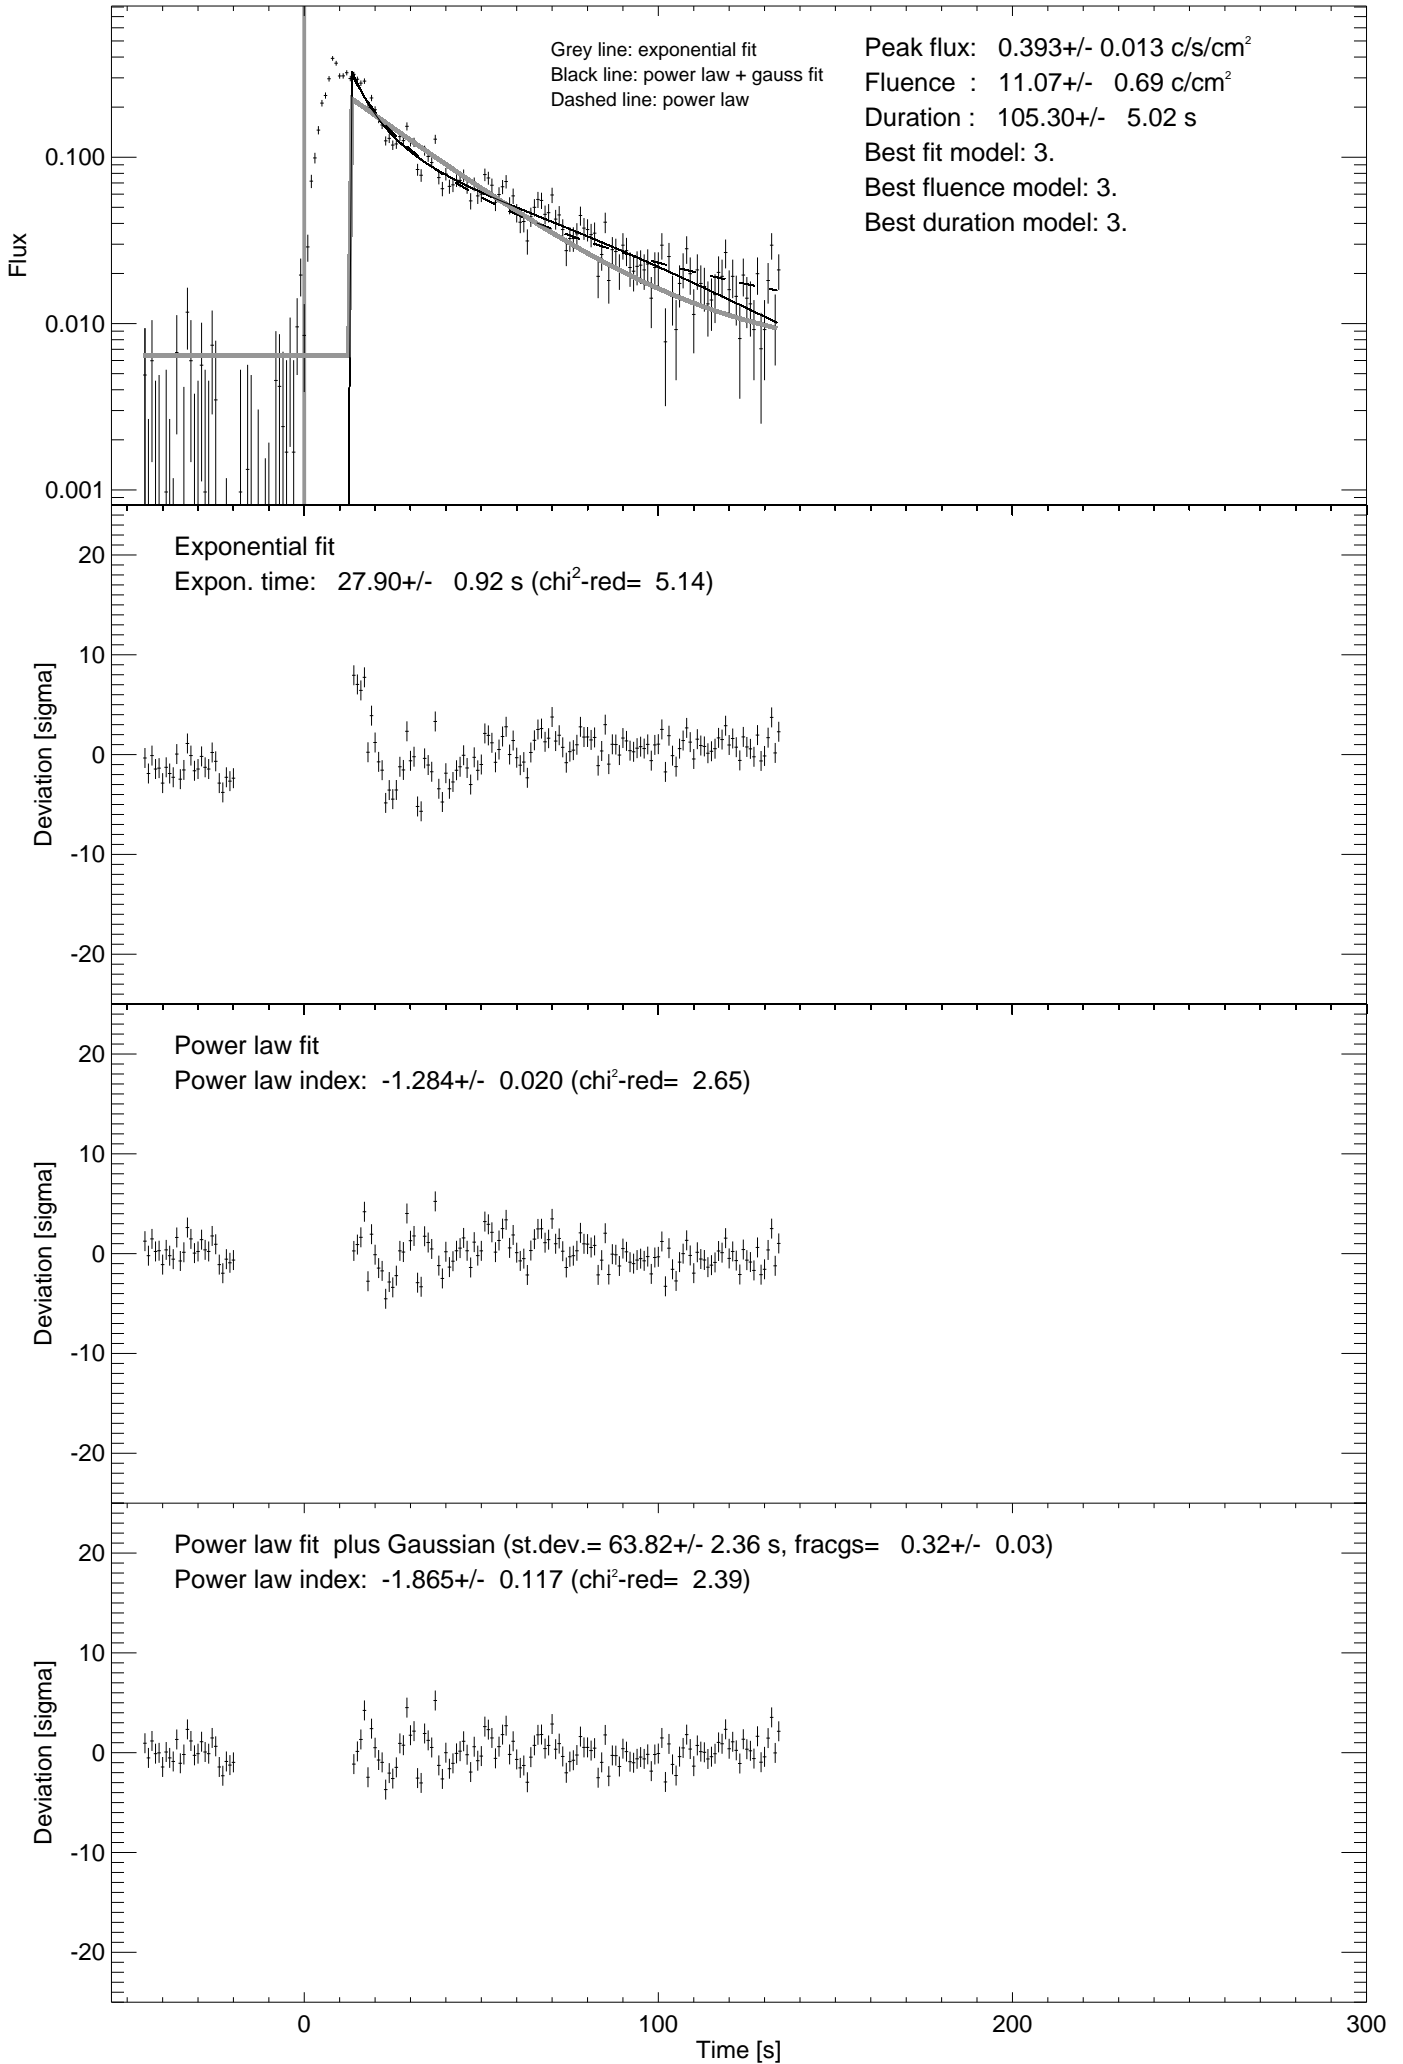 Grey line: exponential fit
Black line: power law + gauss fit
Dashed line: power law
Peak flux: 0.393+/- 0.013 c/s/cm²
Fluence : 11.07+/- 0.69 c/cm²
Duration : 105.30+/- 5.02 s
Best fit model: 3.
Best fluence model: 3.
Best duration model: 3.
Flux
0.100
0.010
0.001
Exponential fit
Expon. time: 27.90+/- 0.92 s (chi²-red= 5.14)
Deviation [sigma]
20
10
0
-10
-20
Power law fit
Power law index: -1.284+/- 0.020 (chi²-red= 2.65)
Deviation [sigma]
20
10
0
-10
-20
Power law fit plus Gaussian (st.dev.= 63.82+/- 2.36 s, fracgs= 0.32+/- 0.03)
Power law index: -1.865+/- 0.117 (chi²-red= 2.39)
Deviation [sigma]
20
10
0
-10
-20
0 100 200 300
Time [s]